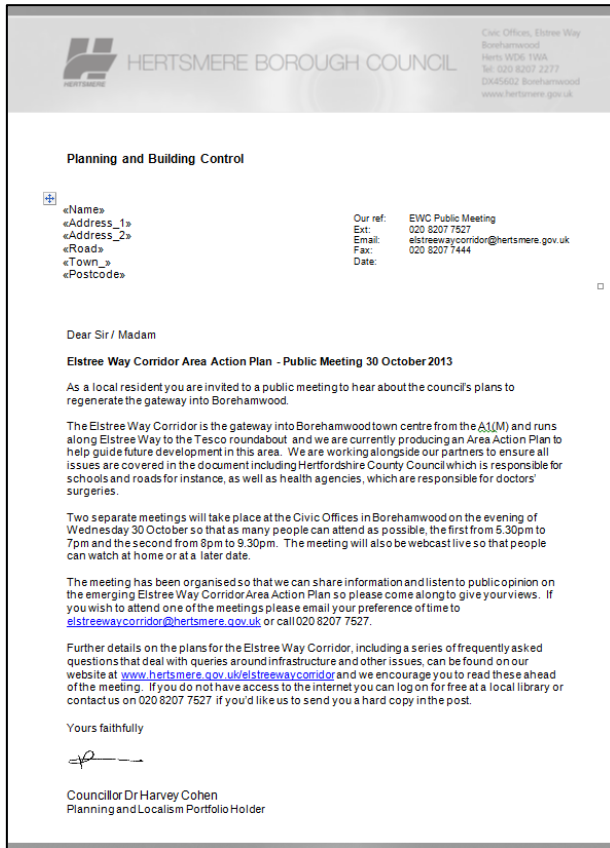 HERTSMERE
HERTSMERE BOROUGH COUNCIL
Civic Offices, Elstree Way
Borehamwood
Herts WD6 1WA
Tel: 020 8207 2277
DX45602 Borehamwood
www.hertsmere.gov.uk
Planning and Building Control
«Name»
«Address_1»
«Address_2»
«Road»
«Town_»
«Postcode»
Our ref: EWC Public Meeting
Ext: 020 8207 7527
Email: elstreewaycorridor@hertsmere.gov.uk
Fax: 020 8207 7444
Date:
Dear Sir / Madam
Elstree Way Corridor Area Action Plan - Public Meeting 30 October 2013
As a local resident you are invited to a public meeting to hear about the council's plans to
regenerate the gateway into Borehamwood.
The Elstree Way Corridor is the gateway into Borehamwood town centre from the A1(M) and runs
along Elstree Way to the Tesco roundabout and we are currently producing an Area Action Plan to
help guide future development in this area. We are working alongside our partners to ensure all
issues are covered in the document including Hertfordshire County Council which is responsible for
schools and roads for instance, as well as health agencies, which are responsible for doctors'
surgeries.
Two separate meetings will take place at the Civic Offices in Borehamwood on the evening of
Wednesday 30 October so that as many people can attend as possible, the first from 5.30pm to
7pm and the second from 8pm to 9.30pm. The meeting will also be webcast live so that people
can watch at home or at a later date.
The meeting has been organised so that we can share information and listen to public opinion on
the emerging Elstree Way Corridor Area Action Plan so please come along to give your views. If
you wish to attend one of the meetings please email your preference of time to
elstreewaycorridor@hertsmere.gov.uk or call 020 8207 7527.
Further details on the plans for the Elstree Way Corridor, including a series of frequently asked
questions that deal with queries around infrastructure and other issues, can be found on our
website at www.hertsmere.gov.uk/elstreewaycorridor and we encourage you to read these ahead
of the meeting. If you do not have access to the internet you can log on for free at a local library or
contact us on 020 8207 7527 if you'd like us to send you a hard copy in the post.
Yours faithfully
Councillor Dr Harvey Cohen
Planning and Localism Portfolio Holder